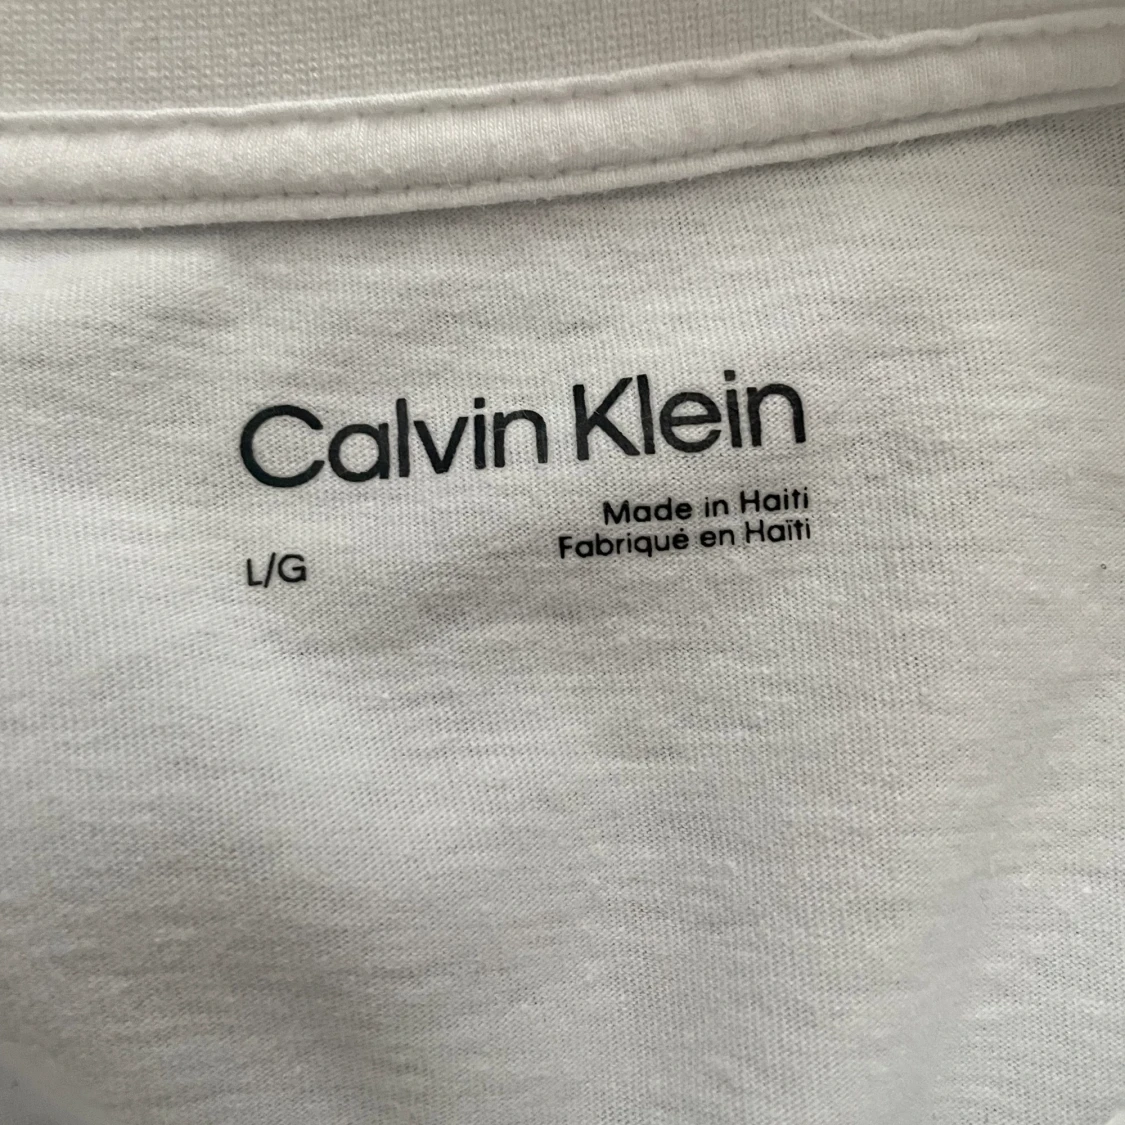 Calvin Klein
Made in Haiti
Fabriqué en Haïti
L/G